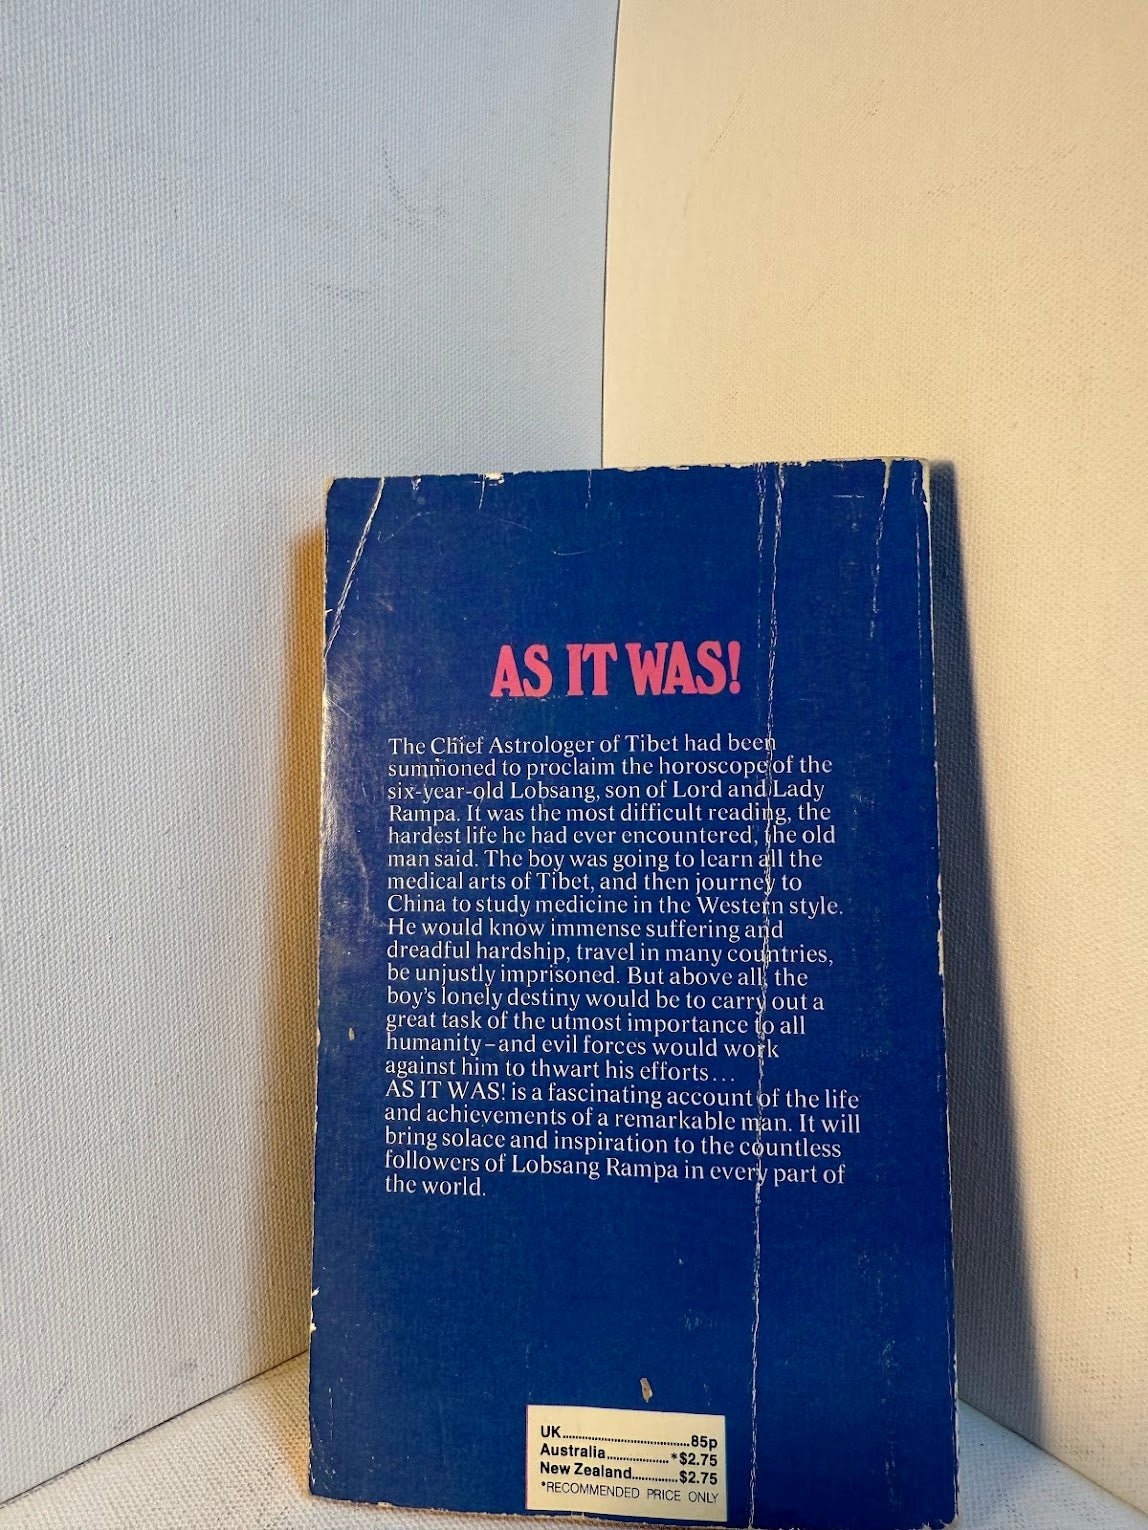 AS IT WAS!
The Chief Astrologer of Tibet had been
summoned to proclaim the horoscope of the
six-year-old Lobsang, son of Lord and Lady
Rampa. It was the most difficult reading, the
hardest life he had ever encountered, the old
man said. The boy was going to learn all the
medical arts of Tibet, and then journey to
China to study medicine in the Western style.
He would know immense suffering and
dreadful hardship, travel in many countries,
be unjustly imprisoned. But above all, the
boy's lonely destiny would be to carry out a
great task of the utmost importance to all
humanity–and evil forces would work
against him to thwart his efforts...
AS IT WAS! is a fascinating account of the life
and achievements of a remarkable man. It will
bring solace and inspiration to the countless
followers of Lobsang Rampa in every part of
the world.
UK........................................85p
Australia....................*$2.75
New Zealand...............$2.75
*RECOMMENDED PRICE ONLY